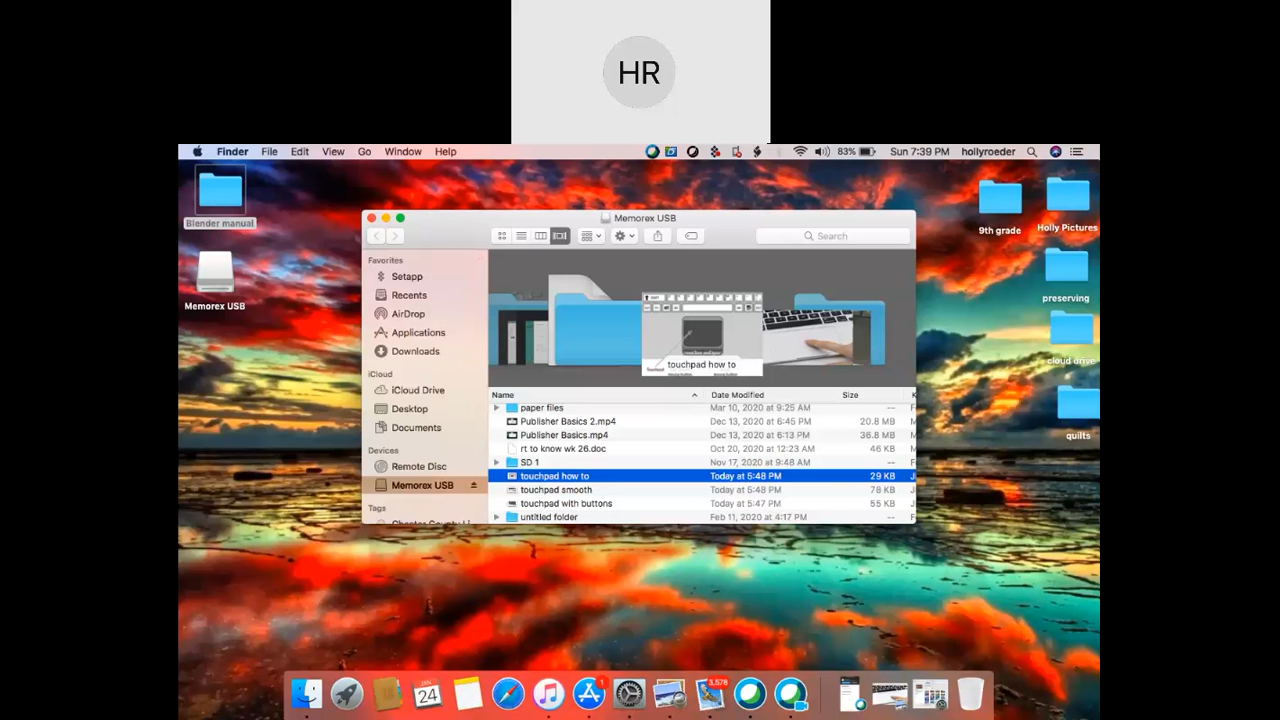 HR
Finder File Edit View Go Window Help 83% Sun 7:39 PM hollyroeder
Blender manual
Memorex USB
9th grade
Holly Pictures
preserving
cloud drive
quilts
Memorex USB
Search
Favorites
Setapp
Recents
AirDrop
Applications
Downloads
iCloud
iCloud Drive
Desktop
Documents
Devices
Remote Disc
Memorex USB
Tags
touchpad how to
Name Date Modified Size
paper files Mar 10, 2020 at 9:25 AM --
Publisher Basics 2.mp4 Dec 13, 2020 at 6:45 PM 20.8 MB
Publisher Basics.mp4 Dec 13, 2020 at 6:13 PM 36.8 MB
rt to know wk 26.doc Oct 20, 2020 at 12:23 AM 46 KB
SD 1 Nov 17, 2020 at 9:48 AM --
touchpad how to Today at 5:48 PM 29 KB
touchpad smooth Today at 5:48 PM 78 KB
touchpad with buttons Today at 5:47 PM 55 KB
untitled folder Feb 11, 2020 at 4:17 PM --
24
1
3,578